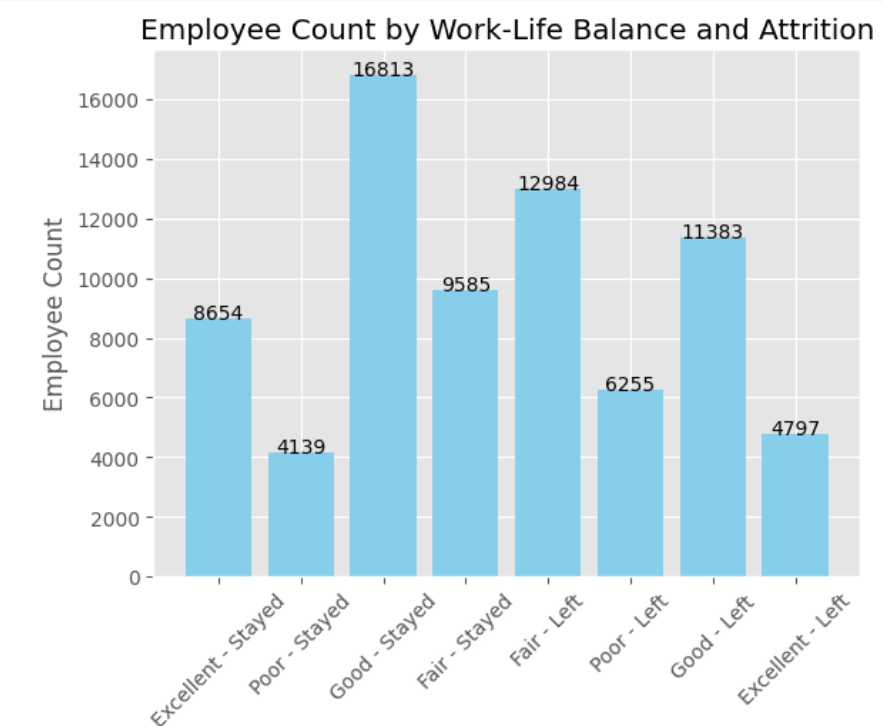 Employee Count by Work-Life Balance and Attrition
16813
16000
14000
12984
12000
11383
10000
9585
8654
8000
6255
6000
4797
4139
4000
2000
0
Employee Count
Excellent - Stayed
Poor - Stayed
Good - Stayed
Fair - Stayed
Fair - Left
Poor - Left
Good - Left
Excellent - Left